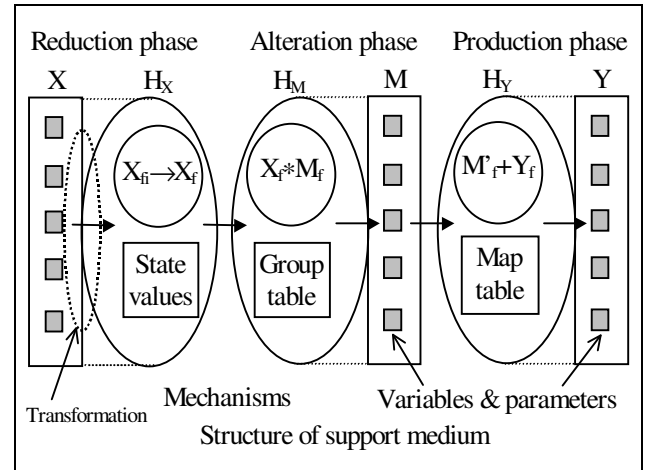 Reduction phase Alteration phase Production phase
X H_X H_M M H_Y Y
X_fi→X_f X_f*M_f M'_f+Y_f
State values
Group table
Map table
Mechanisms Variables & parameters
Transformation
Structure of support medium